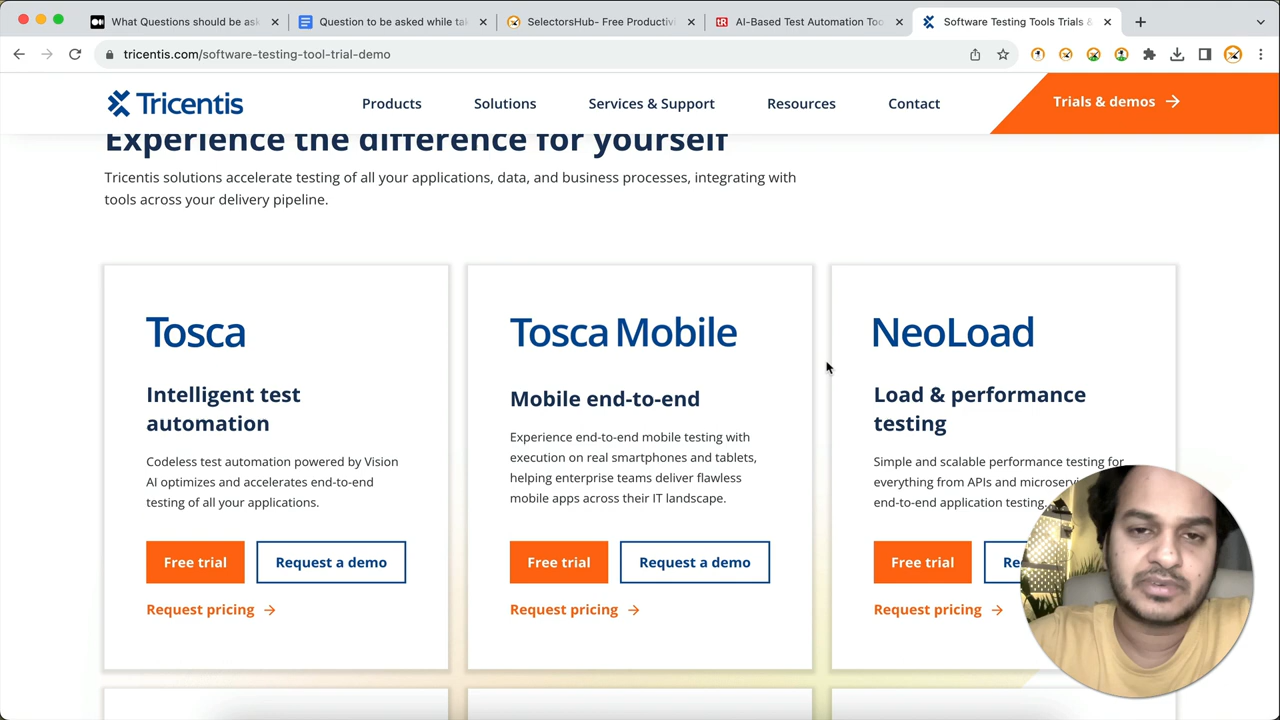 What Questions should be ask
Question to be asked while tak
SelectorsHub- Free Productivi
AI-Based Test Automation Too
Software Testing Tools Trials &
tricentis.com/software-testing-tool-trial-demo
Tricentis
Products
Solutions
Services & Support
Resources
Contact
Trials & demos
Experience the difference for yourself
Tricentis solutions accelerate testing of all your applications, data, and business processes, integrating with
tools across your delivery pipeline.
Tosca
Intelligent test
automation
Codeless test automation powered by Vision
AI optimizes and accelerates end-to-end
testing of all your applications.
Free trial
Request a demo
Request pricing
Tosca Mobile
Mobile end-to-end
Experience end-to-end mobile testing with
execution on real smartphones and tablets,
helping enterprise teams deliver flawless
mobile apps across their IT landscape.
Free trial
Request a demo
Request pricing
NeoLoad
Load & performance
testing
Simple and scalable performance testing for
everything from APIs and microservi
end-to-end application testing.
Free trial
Re
Request pricing